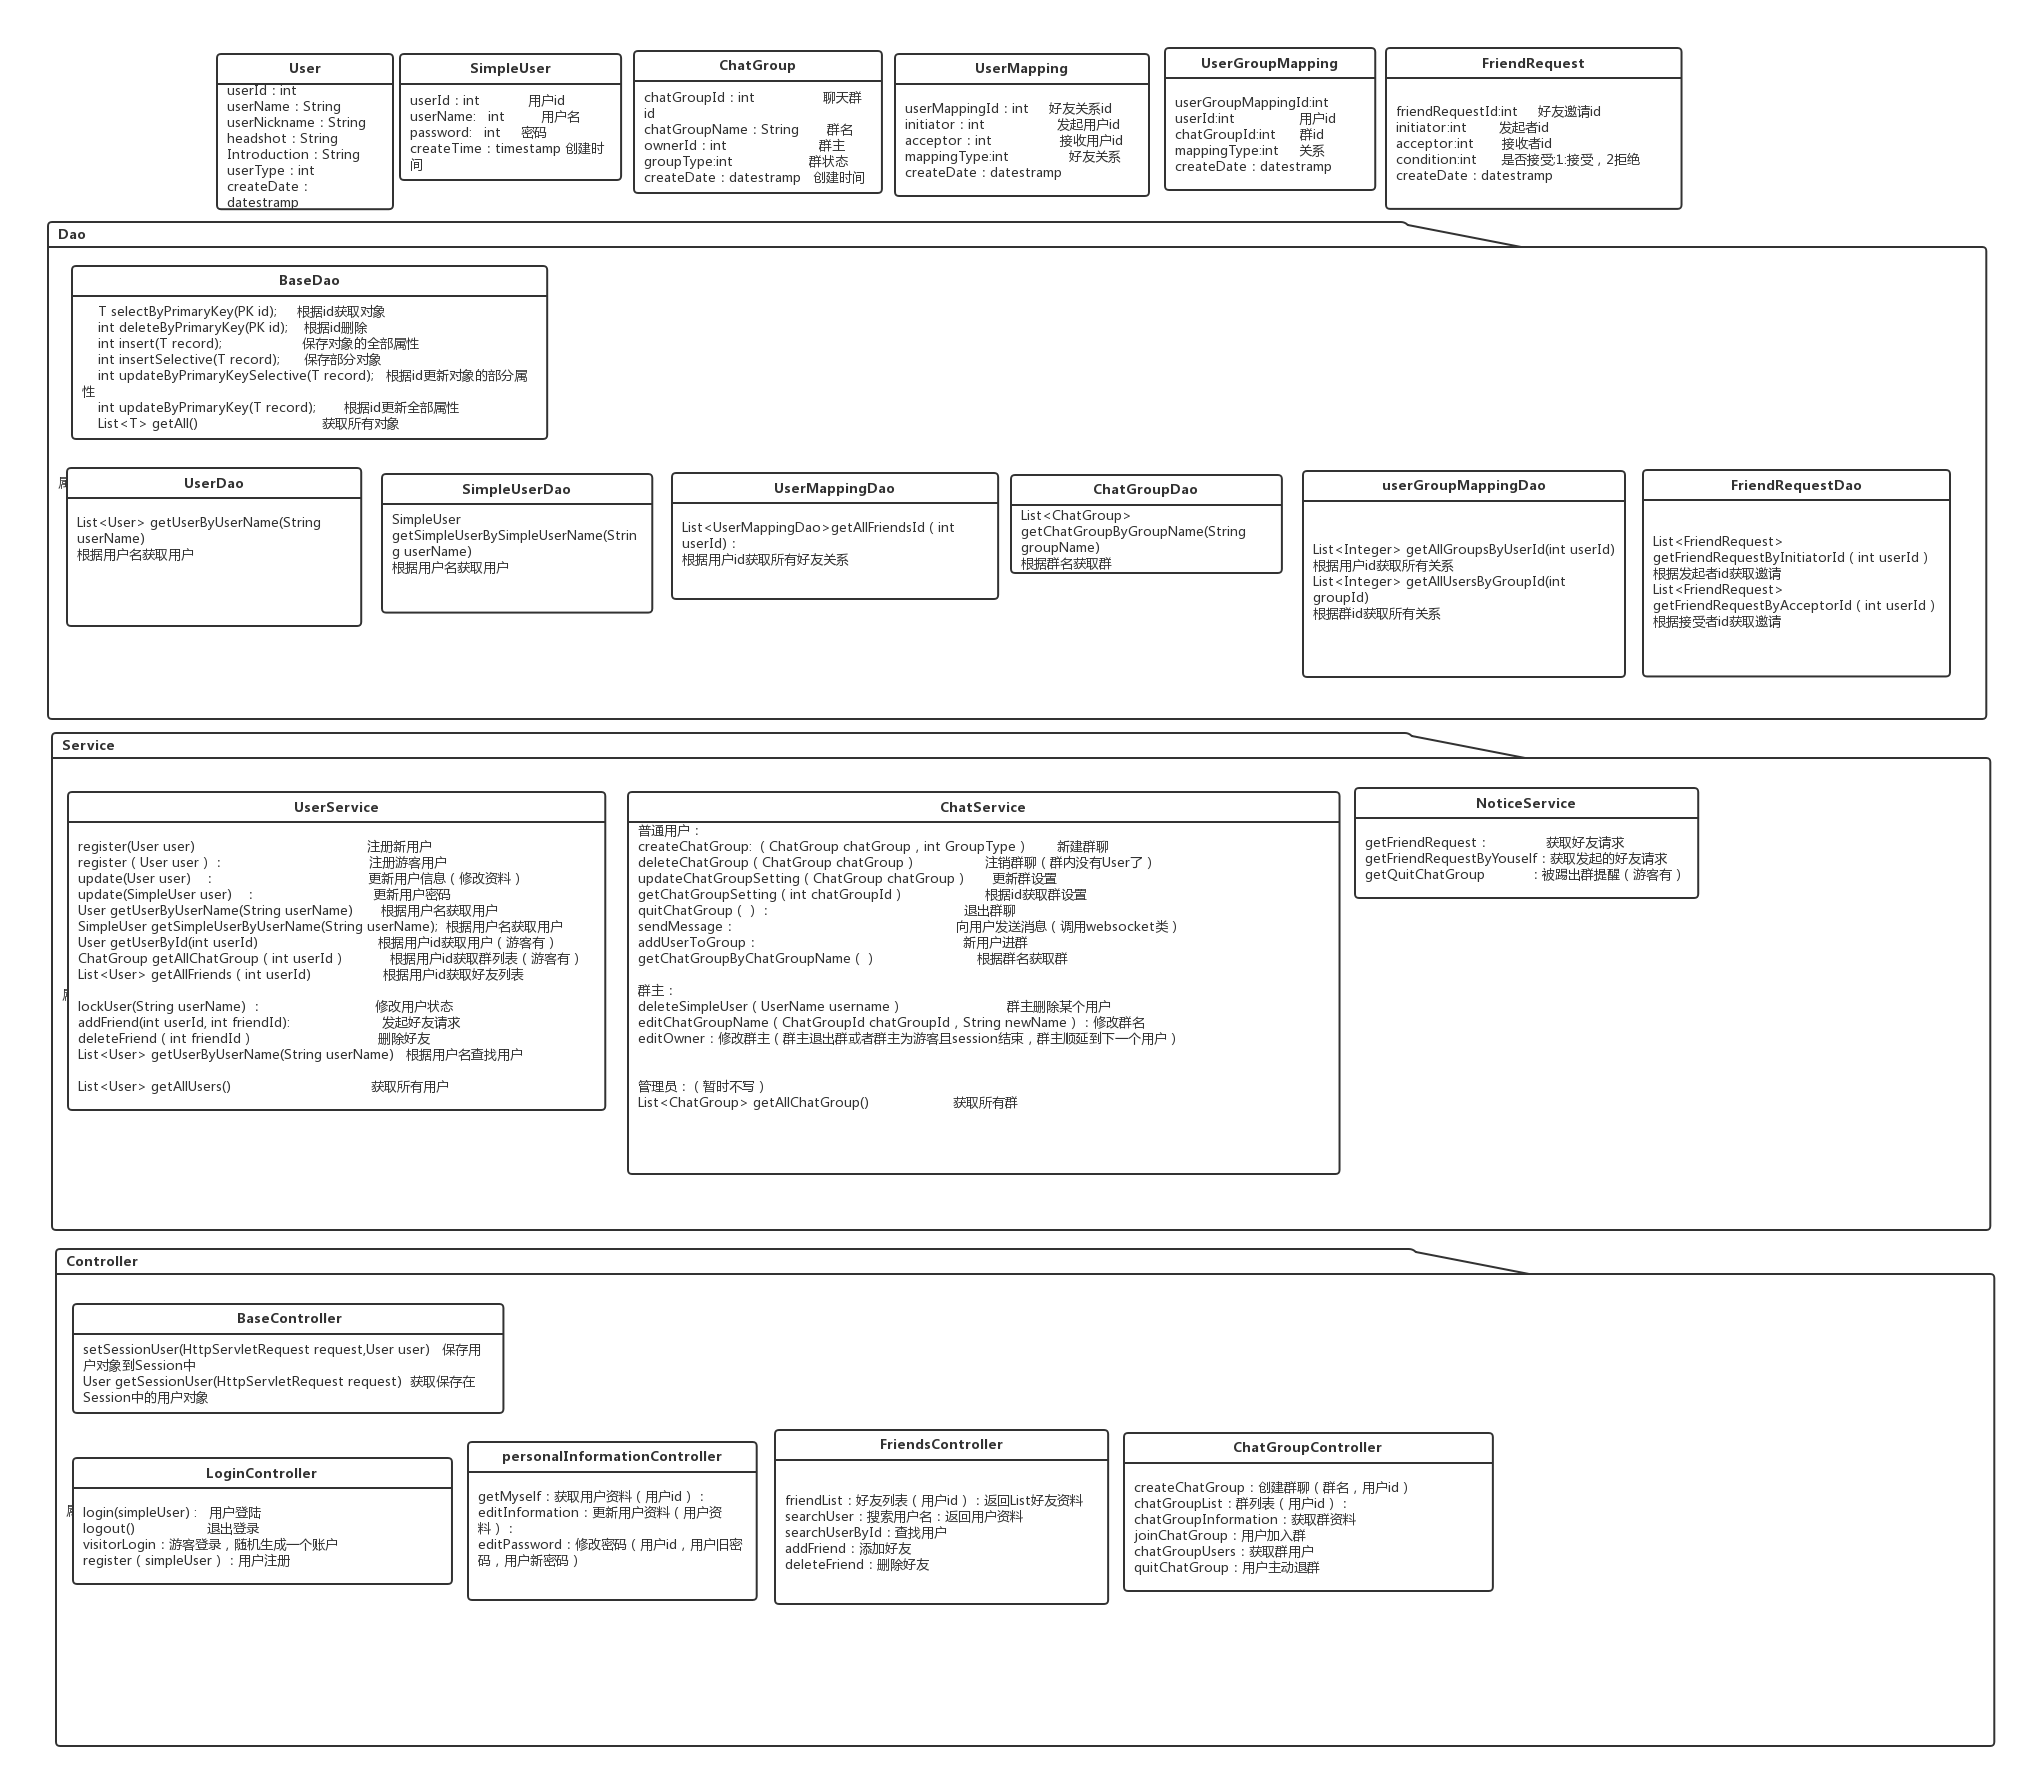 User
userId：int
userName：String
userNickname：String
headshot：String
Introduction：String
userType：int
createDate：
datestramp
SimpleUser
userId：int 用户id
userName: int 用户名
password: int 密码
createTime：timestamp 创建时
间
ChatGroup
chatGroupId：int 聊天群
id
chatGroupName：String 群名
ownerId：int 群主
groupType:int 群状态
createDate：datestramp 创建时间
UserMapping
userMappingId：int 好友关系id
initiator：int 发起用户id
acceptor：int 接收用户id
mappingType:int 好友关系
createDate：datestramp
UserGroupMapping
userGroupMappingId:int
userId:int 用户id
chatGroupId:int 群id
mappingType:int 关系
createDate：datestramp
FriendRequest
friendRequestId:int 好友邀请id
initiator:int 发起者id
acceptor:int 接收者id
condition:int 是否接受;1:接受，2拒绝
createDate：datestramp
Dao
BaseDao
T selectByPrimaryKey(PK id); 根据id获取对象
int deleteByPrimaryKey(PK id); 根据id删除
int insert(T record); 保存对象的全部属性
int insertSelective(T record); 保存部分对象
int updateByPrimaryKeySelective(T record); 根据id更新对象的部分属
性
int updateByPrimaryKey(T record); 根据id更新全部属性
List<T> getAll() 获取所有对象
UserDao
List<User> getUserByUserName(String
userName)
根据用户名获取用户
SimpleUserDao
SimpleUser
getSimpleUserBySimpleUserName(Strin
g userName)
根据用户名获取用户
UserMappingDao
List<UserMappingDao>getAllFriendsId（int
userId)：
根据用户id获取所有好友关系
ChatGroupDao
List<ChatGroup>
getChatGroupByGroupName(String
groupName)
根据群名获取群
userGroupMappingDao
List<Integer> getAllGroupsByUserId(int userId)
根据用户id获取所有关系
List<Integer> getAllUsersByGroupId(int
groupId)
根据群id获取所有关系
FriendRequestDao
List<FriendRequest>
getFriendRequestByInitiatorId（int userId）
根据发起者id获取邀请
List<FriendRequest>
getFriendRequestByAcceptorId（int userId）
根据接受者id获取邀请
Service
UserService
register(User user) 注册新用户
register（User user）： 注册游客用户
update(User user) ： 更新用户信息（修改资料）
update(SimpleUser user) ： 更新用户密码
User getUserByUserName(String userName) 根据用户名获取用户
SimpleUser getSimpleUserByUserName(String userName); 根据用户名获取用户
User getUserById(int userId) 根据用户id获取用户（游客有）
ChatGroup getAllChatGroup（int userId） 根据用户id获取群列表（游客有）
List<User> getAllFriends（int userId) 根据用户id获取好友列表
lockUser(String userName) ： 修改用户状态
addFriend(int userId, int friendId): 发起好友请求
deleteFriend（int friendId） 删除好友
List<User> getUserByUserName(String userName) 根据用户名查找用户
List<User> getAllUsers() 获取所有用户
ChatService
普通用户：
createChatGroup:（ChatGroup chatGroup，int GroupType） 新建群聊
deleteChatGroup（ChatGroup chatGroup） 注销群聊（群内没有User了）
updateChatGroupSetting（ChatGroup chatGroup） 更新群设置
getChatGroupSetting（int chatGroupId） 根据id获取群设置
quitChatGroup（ ）： 退出群聊
sendMessage： 向用户发送消息（调用websocket类）
addUserToGroup： 新用户进群
getChatGroupByChatGroupName（ ） 根据群名获取群
群主：
deleteSimpleUser（UserName username） 群主删除某个用户
editChatGroupName（ChatGroupId chatGroupId，String newName）：修改群名
editOwner：修改群主（群主退出群或者群主为游客且session结束，群主顺延到下一个用户）
管理员：（暂时不写）
List<ChatGroup> getAllChatGroup() 获取所有群
NoticeService
getFriendRequest： 获取好友请求
getFriendRequestByYouself：获取发起的好友请求
getQuitChatGroup ：被踢出群提醒（游客有）
Controller
BaseController
setSessionUser(HttpServletRequest request,User user) 保存用
户对象到Session中
User getSessionUser(HttpServletRequest request) 获取保存在
Session中的用户对象
LoginController
login(simpleUser)： 用户登陆
logout() 退出登录
visitorLogin：游客登录，随机生成一个账户
register（simpleUser）：用户注册
personalInformationController
getMyself：获取用户资料（用户id）：
editInformation：更新用户资料（用户资
料）：
editPassword：修改密码（用户id，用户旧密
码，用户新密码）
FriendsController
friendList：好友列表（用户id）：返回List好友资料
searchUser：搜索用户名：返回用户资料
searchUserById：查找用户
addFriend：添加好友
deleteFriend：删除好友
ChatGroupController
createChatGroup：创建群聊（群名，用户id）
chatGroupList：群列表（用户id）：
chatGroupInformation：获取群资料
joinChatGroup：用户加入群
chatGroupUsers：获取群用户
quitChatGroup：用户主动退群